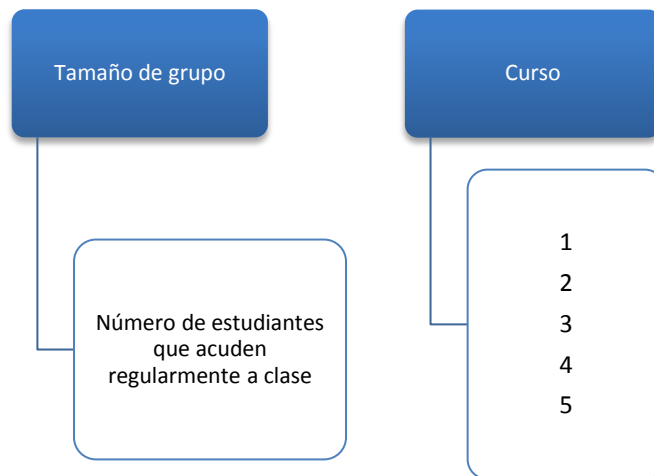 Tamaño de grupo
Número de estudiantes
que acuden
regularmente a clase
Curso
1
2
3
4
5